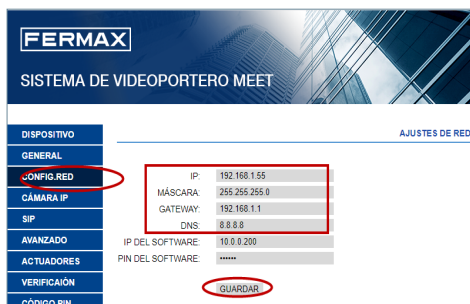 FERMAX
SISTEMA DE VIDEOPORTERO MEET
DISPOSITIVO
AJUSTES DE RED
GENERAL
CONFIG.RED
IP: 192.168.1.55
CÁMARA IP
MÁSCARA: 255.255.255.0
GATEWAY: 192.168.1.1
SIP
DNS: 8.8.8.8
AVANZADO
IP DEL SOFTWARE: 10.0.0.200
ACTUADORES
PIN DEL SOFTWARE: ••••••
VERIFICAIÓN
GUARDAR
CÓDIGO PIN